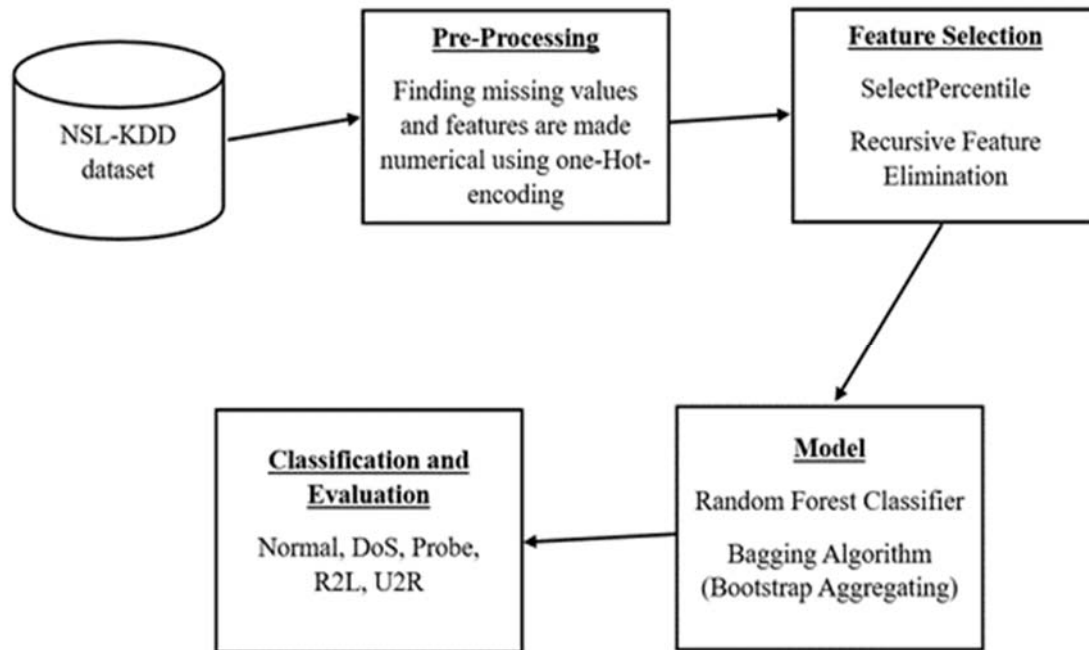 NSL-KDD
dataset
Pre-Processing
Finding missing values
and features are made
numerical using one-Hot-
encoding
Feature Selection
SelectPercentile
Recursive Feature
Elimination
Model
Random Forest Classifier
Bagging Algorithm
(Bootstrap Aggregating)
Classification and
Evaluation
Normal, DoS, Probe,
R2L, U2R